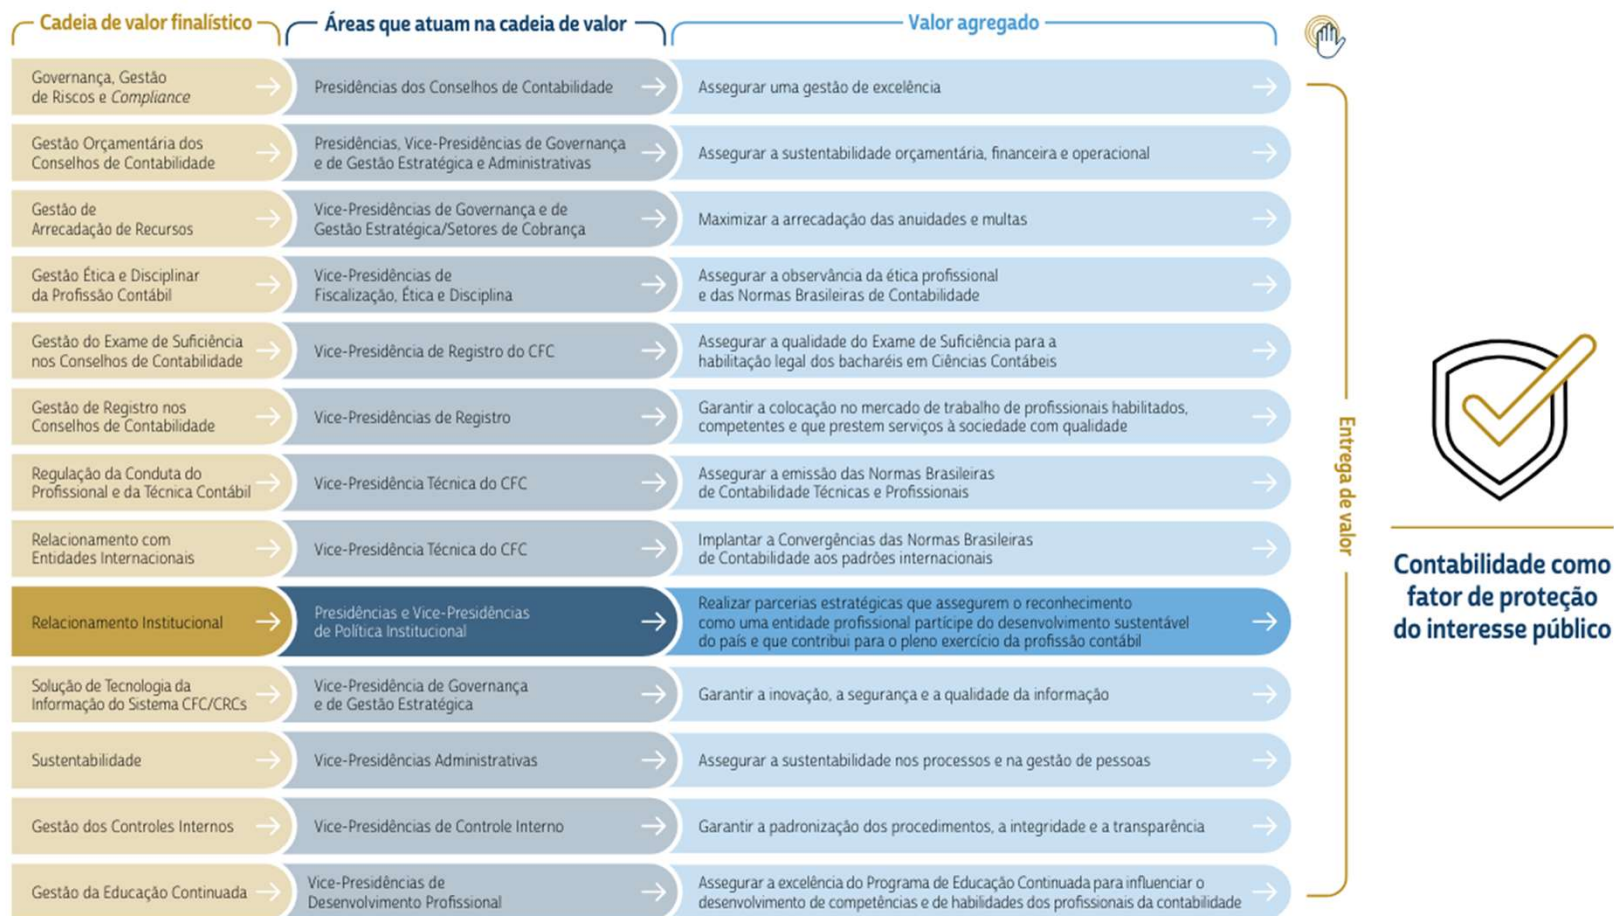 Cadeia de valor finalístico
Áreas que atuam na cadeia de valor
Valor agregado
Governança, Gestão
de Riscos e Compliance
Presidências dos Conselhos de Contabilidade
Assegurar uma gestão de excelência
Gestão Orçamentária dos
Conselhos de Contabilidade
Presidências, Vice-Presidências de Governança
e de Gestão Estratégica e Administrativas
Assegurar a sustentabilidade orçamentária, financeira e operacional
Gestão de
Arrecadação de Recursos
Vice-Presidências de Governança e de
Gestão Estratégica/Setores de Cobrança
Maximizar a arrecadação das anuidades e multas
Gestão Ética e Disciplinar
da Profissão Contábil
Vice-Presidências de
Fiscalização, Ética e Disciplina
Assegurar a observância da ética profissional
e das Normas Brasileiras de Contabilidade
Gestão do Exame de Suficiência
nos Conselhos de Contabilidade
Vice-Presidência de Registro do CFC
Assegurar a qualidade do Exame de Suficiência para a
habilitação legal dos bacharéis em Ciências Contábeis
Gestão de Registro nos
Conselhos de Contabilidade
Vice-Presidências de Registro
Garantir a colocação no mercado de trabalho de profissionais habilitados,
competentes e que prestem serviços à sociedade com qualidade
Regulação da Conduta do
Profissional e da Técnica Contábil
Vice-Presidência Técnica do CFC
Assegurar a emissão das Normas Brasileiras
de Contabilidade Técnicas e Profissionais
Relacionamento com
Entidades Internacionais
Vice-Presidência Técnica do CFC
Implantar a Convergências das Normas Brasileiras
de Contabilidade aos padrões internacionais
Relacionamento Institucional
Presidências e Vice-Presidências
de Política Institucional
Realizar parcerias estratégicas que assegurem o reconhecimento
como uma entidade profissional partícipe do desenvolvimento sustentável
do país e que contribui para o pleno exercício da profissão contábil
Solução de Tecnologia da
Informação do Sistema CFC/CRCs
Vice-Presidência de Governança
e de Gestão Estratégica
Garantir a inovação, a segurança e a qualidade da informação
Sustentabilidade
Vice-Presidências Administrativas
Assegurar a sustentabilidade nos processos e na gestão de pessoas
Gestão dos Controles Internos
Vice-Presidências de Controle Interno
Garantir a padronização dos procedimentos, a integridade e a transparência
Gestão da Educação Continuada
Vice-Presidências de
Desenvolvimento Profissional
Assegurar a excelência do Programa de Educação Continuada para influenciar o
desenvolvimento de competências e de habilidades dos profissionais da contabilidade
Entrega de valor
Contabilidade como
fator de proteção
do interesse público